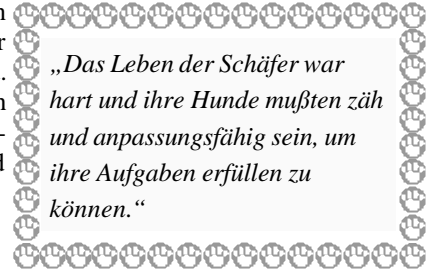 „Das Leben der Schäfer war
hart und ihre Hunde mußten zäh
und anpassungsfähig sein, um
ihre Aufgaben erfüllen zu
können.“